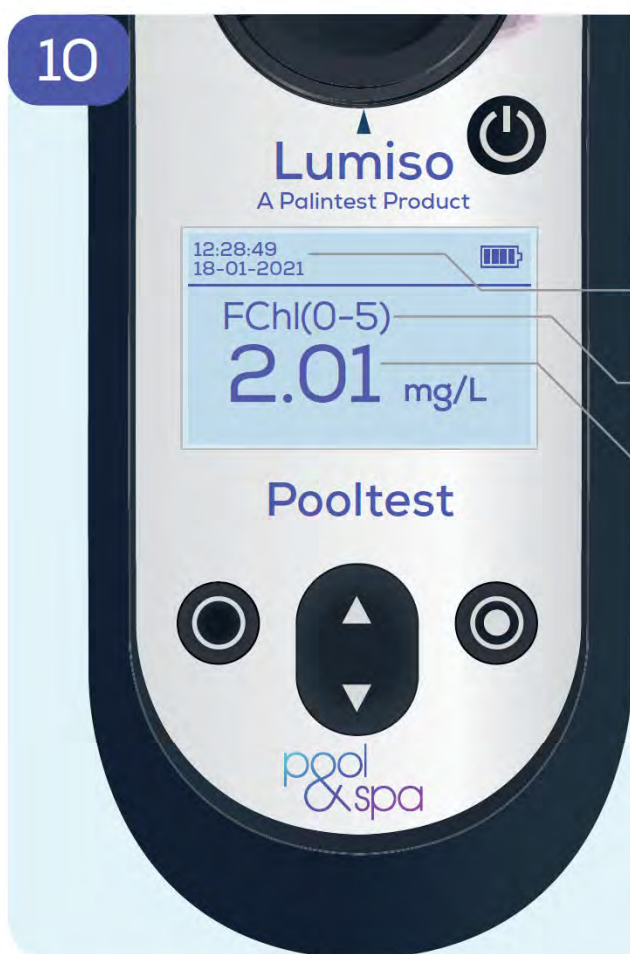 10
Lumiso
A Palintest Product
12:28:49
18-01-2021
FChl(0-5)
2.01 mg/L
Pooltest
pool
&spa